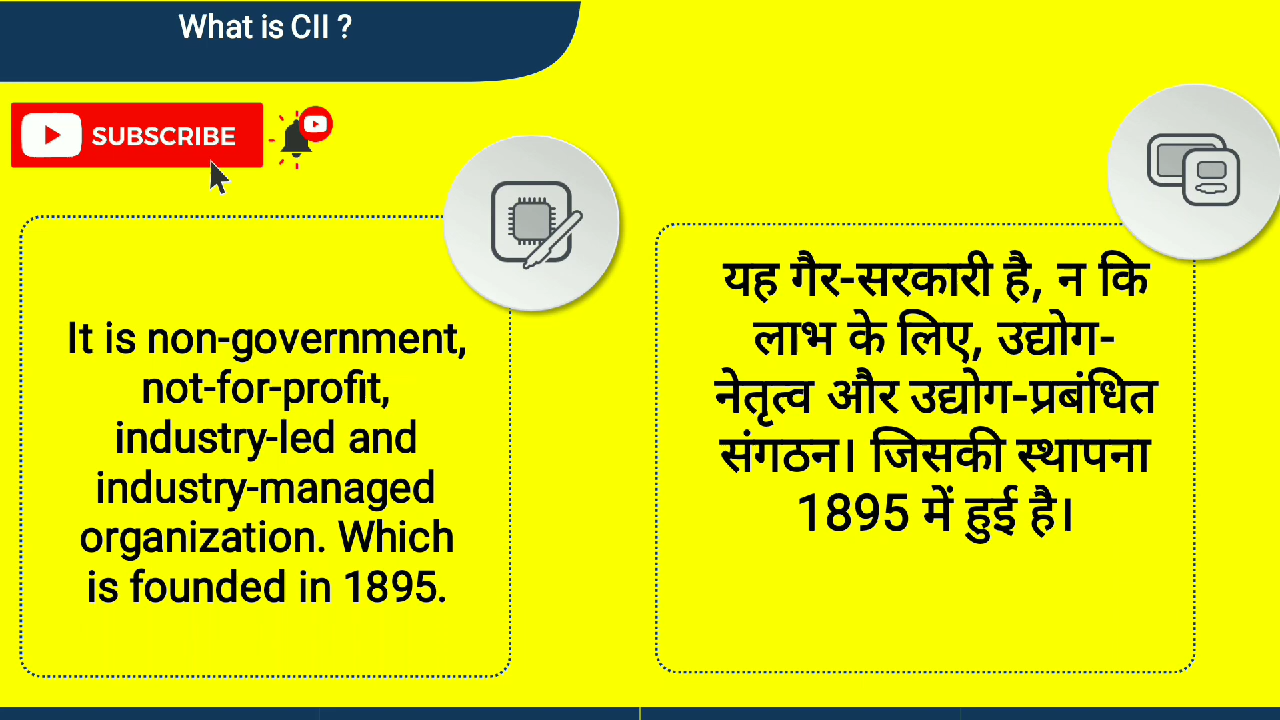 What is CII ?
SUBSCRIBE
It is non-government,
not-for-profit,
industry-led and
industry-managed
organization. Which
is founded in 1895.
यह गैर-सरकारी है, न कि
लाभ के लिए, उद्योग-
नेतृत्व और उद्योग-प्रबंधित
संगठन। जिसकी स्थापना
1895 में हुई है।